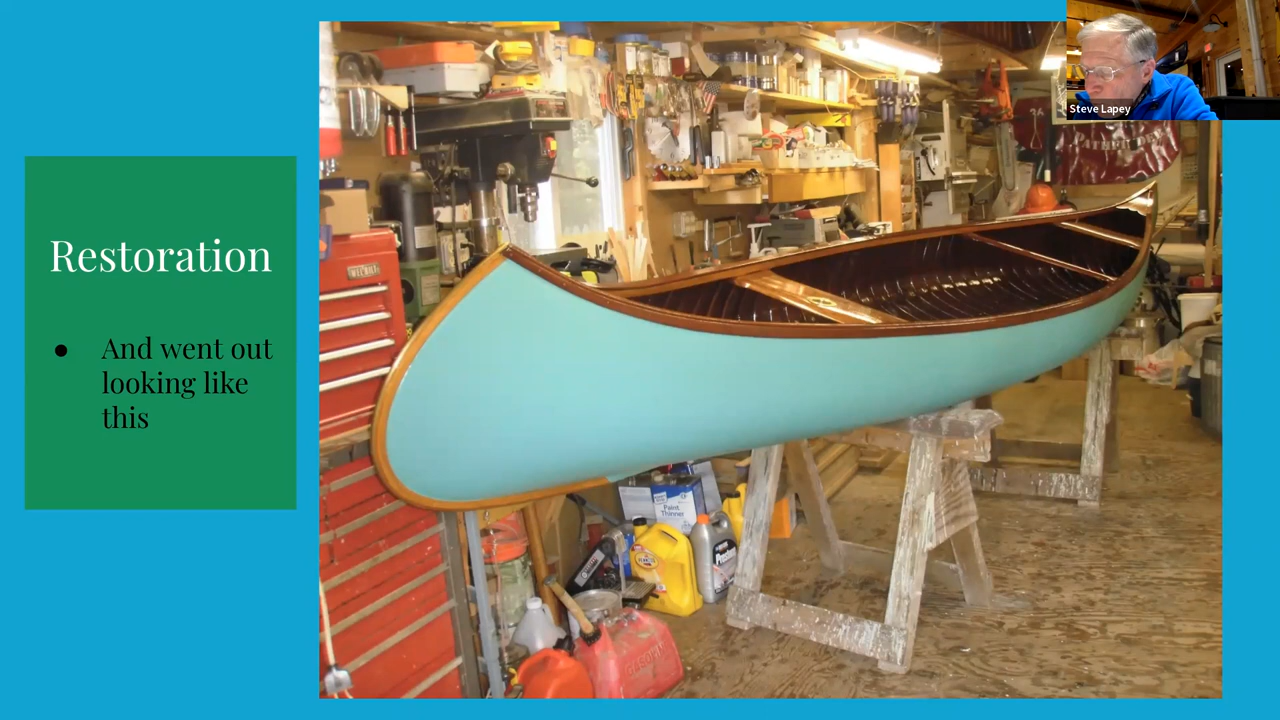 Steve Lapey
Restoration
● And went out
looking like
this
Paint
Thinner